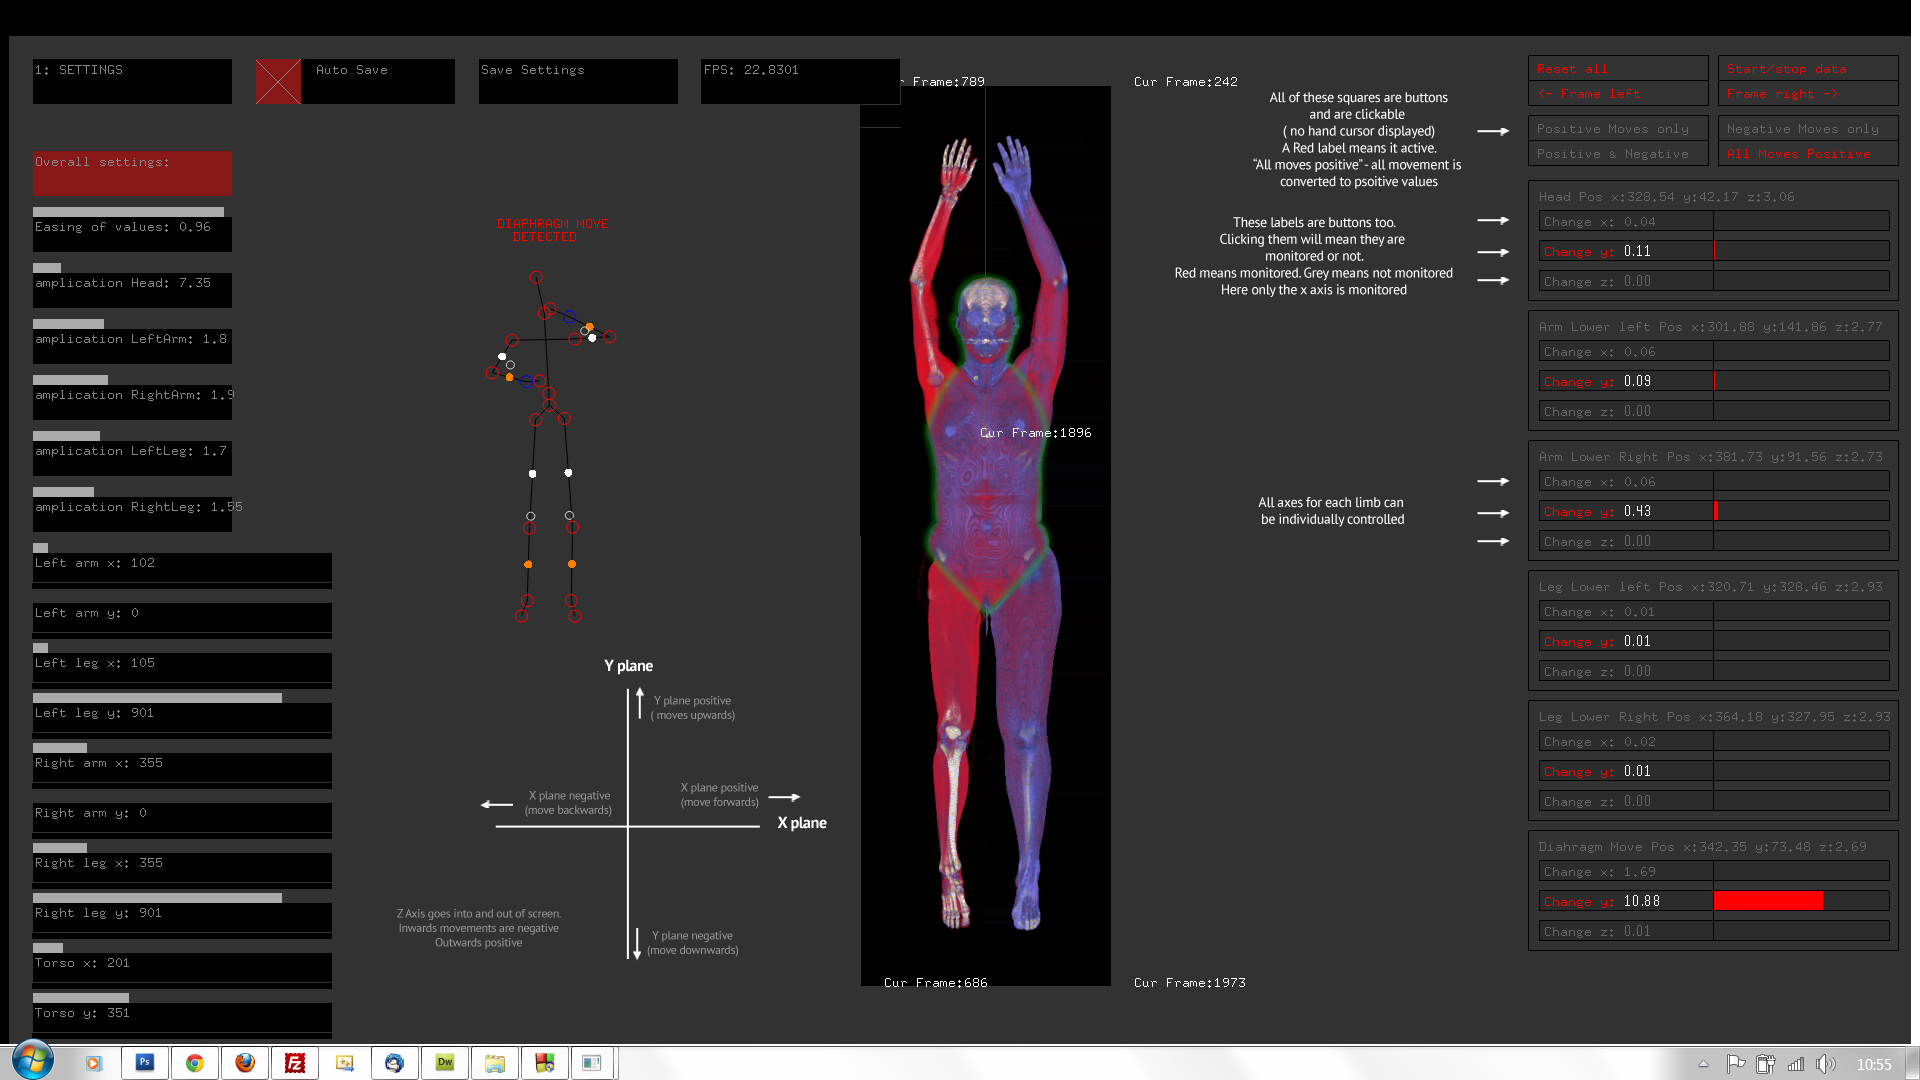 1: SETTINGS
Auto Save
Save Settings
FPS: 22.8301
Overall settings:
Easing of values: 0.96
amplication Head: 7.35
amplication LeftArm: 1.8
amplication RightArm: 1.9
amplication LeftLeg: 1.7
amplication RightLeg: 1.55
Left arm x: 102
Left arm y: 0
Left leg x: 105
Left leg y: 901
Right arm x: 355
Right arm y: 0
Right leg x: 355
Right leg y: 901
Torso x: 201
Torso y: 351
DIAPHRAGM MOVE
DETECTED
Y plane
Y plane positive
( moves upwards)
X plane negative
(move backwards)
X plane positive
(move forwards)
X plane
Z Axis goes into and out of screen.
Inwards movements are negative
Outwards positive
Y plane negative
(move downwards)
r Frame:789
Cur Frame:242
Cur Frame:1896
Cur Frame:686
Cur Frame:1973
All of these squares are buttons
and are clickable
( no hand cursor displayed)
A Red label means it active.
“All moves positive” - all movement is
converted to psoitive values
These labels are buttons too.
Clicking them will mean they are
monitored or not.
Red means monitored. Grey means not monitored
Here only the x axis is monitored
All axes for each limb can
be individually controlled
Reset all
Start/stop data
<- Frame left
Frame right ->
Positive Moves only
Negative Moves only
Positive & Negative
All Moves Positive
Head Pos x:328.54 y:42.17 z:3.06
Change x: 0.04
Change y: 0.11
Change z: 0.00
Arm Lower left Pos x:301.88 y:141.86 z:2.77
Change x: 0.06
Change y: 0.09
Change z: 0.00
Arm Lower Right Pos x:381.73 y:91.56 z:2.73
Change x: 0.06
Change y: 0.43
Change z: 0.00
Leg Lower left Pos x:320.71 y:328.46 z:2.93
Change x: 0.01
Change y: 0.01
Change z: 0.00
Leg Lower Right Pos x:364.18 y:327.95 z:2.93
Change x: 0.02
Change y: 0.01
Change z: 0.00
Diahragm Move Pos x:342.35 y:73.48 z:2.69
Change x: 1.69
Change y: 10.88
Change z: 0.01
Ps
Dw
10:55